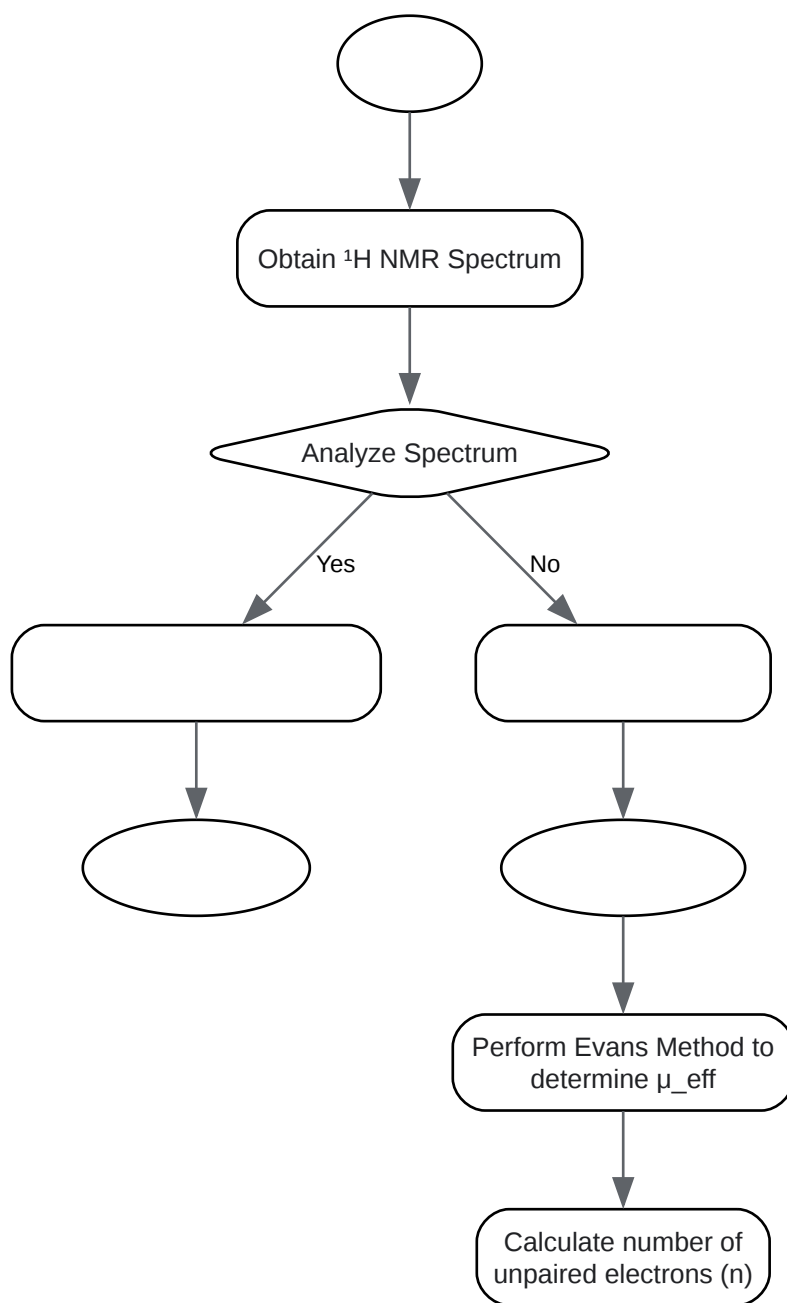 Obtain ¹H NMR Spectrum
Analyze Spectrum
Yes
No
Perform Evans Method to
determine µ_eff
Calculate number of
unpaired electrons (n)